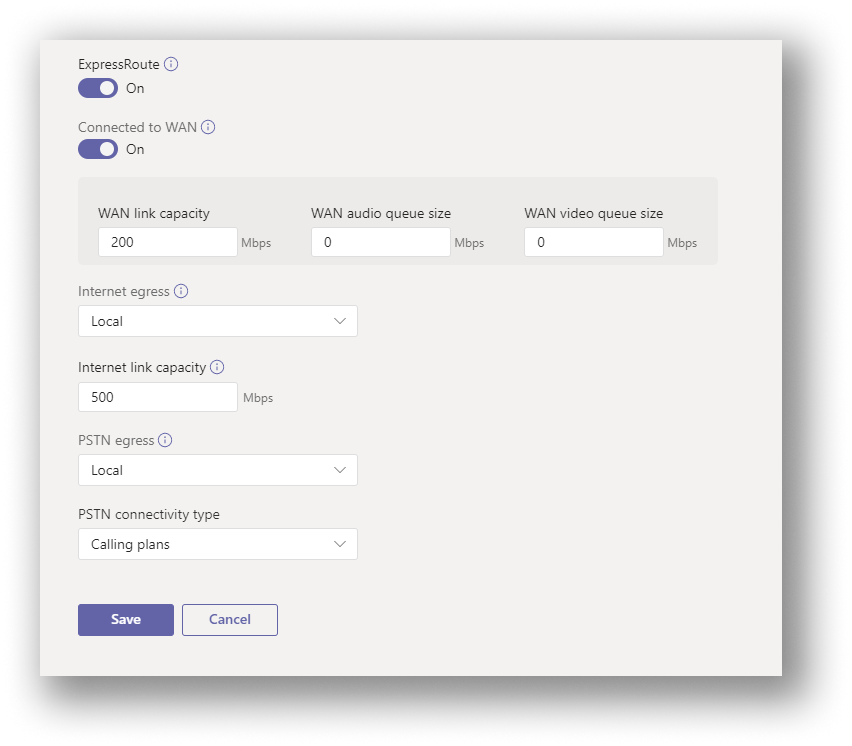 ExpressRoute
On
Connected to WAN
On
WAN link capacity WAN audio queue size WAN video queue size
200 Mbps 0 Mbps 0 Mbps
Internet egress
Local
Internet link capacity
500 Mbps
PSTN egress
Local
PSTN connectivity type
Calling plans
Save Cancel